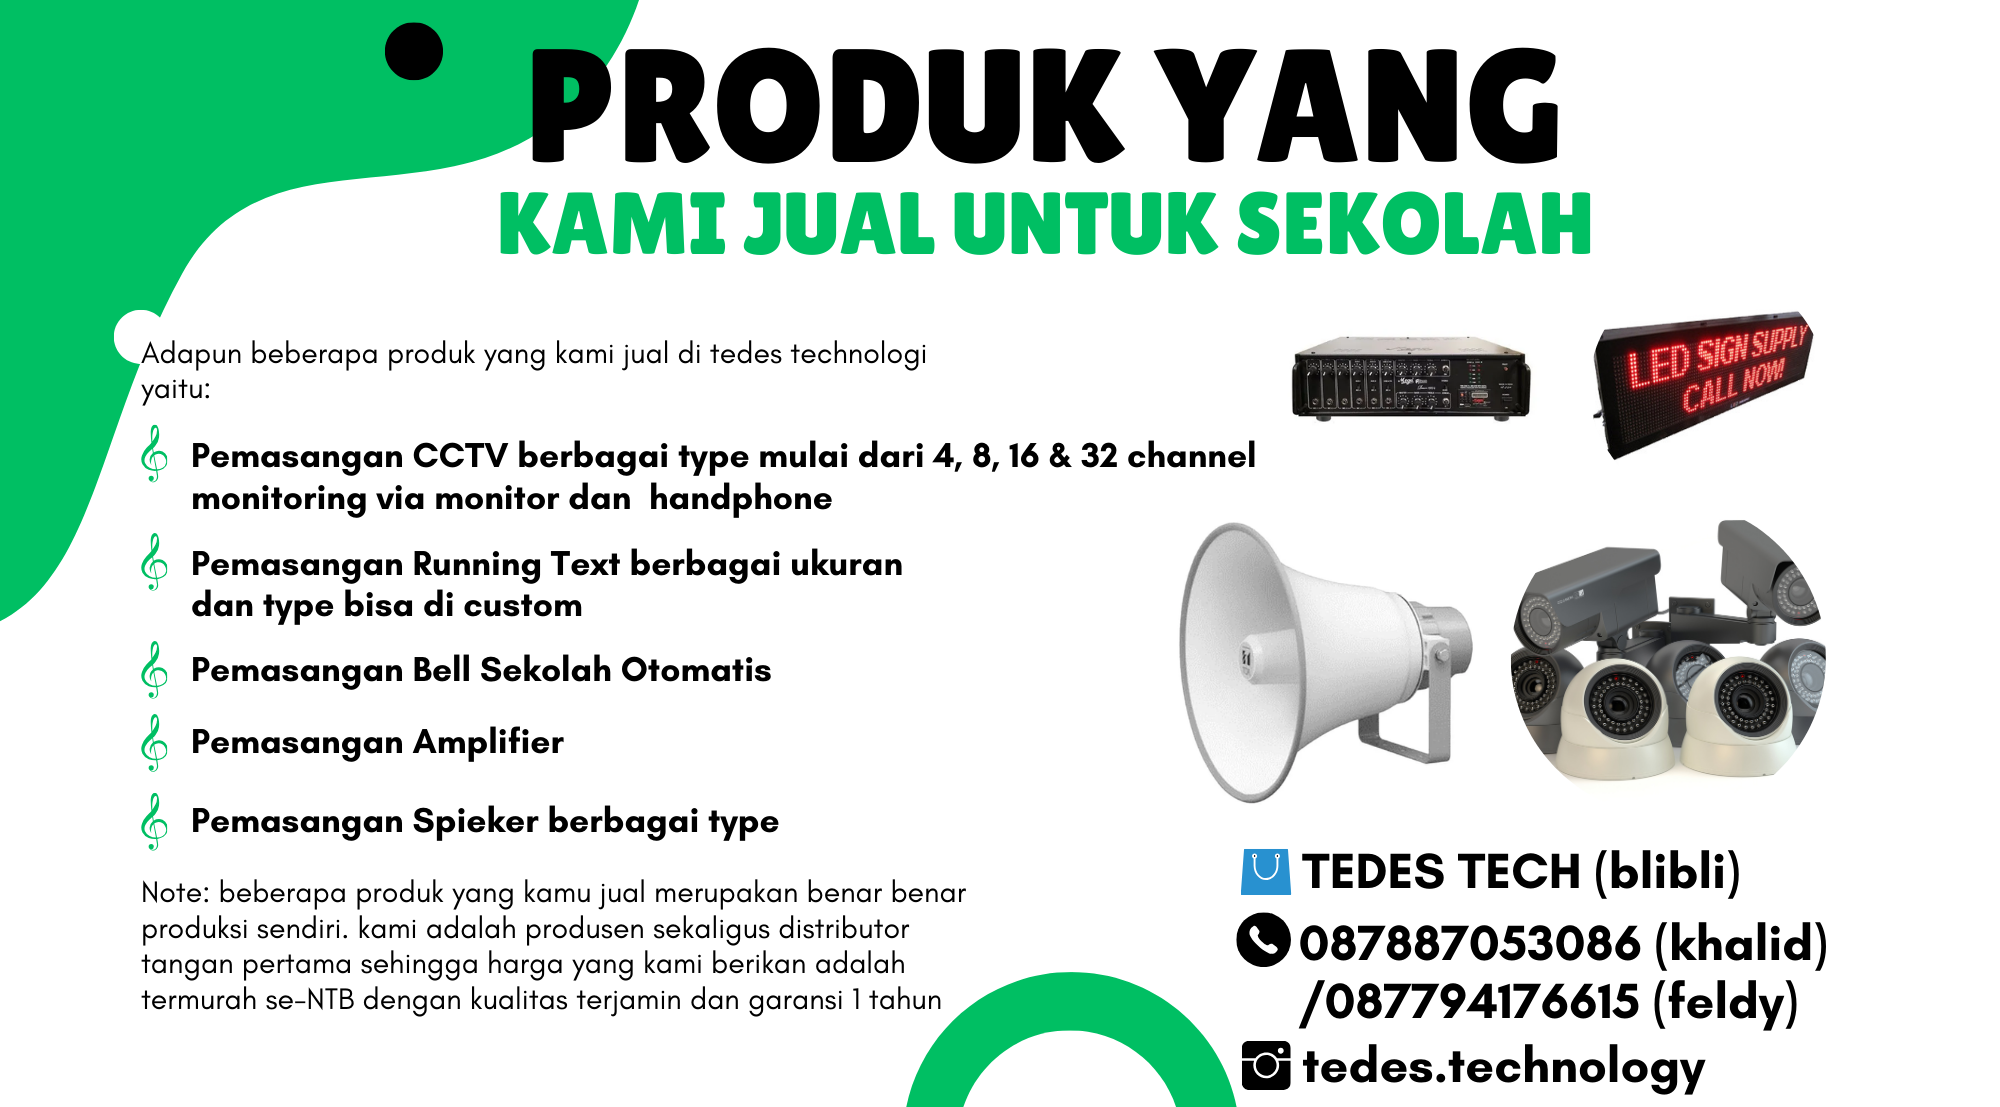 PRODUK YANG
KAMI JUAL UNTUK SEKOLAH
Adapun beberapa produk yang kami jual di tedes technologi
yaitu:
Pemasangan CCTV berbagai type mulai dari 4, 8, 16 & 32 channel
monitoring via monitor dan handphone
Pemasangan Running Text berbagai ukuran
dan type bisa di custom
Pemasangan Bell Sekolah Otomatis
Pemasangan Amplifier
Pemasangan Spieker berbagai type
Note: beberapa produk yang kamu jual merupakan benar benar
produksi sendiri. kami adalah produsen sekaligus distributor
tangan pertama sehingga harga yang kami berikan adalah
termurah se-NTB dengan kualitas terjamin dan garansi 1 tahun
LED SIGN SUPPLY
CALL NOW!
TEDES TECH (blibli)
087887053086 (khalid)
/087794176615 (feldy)
tedes.technology